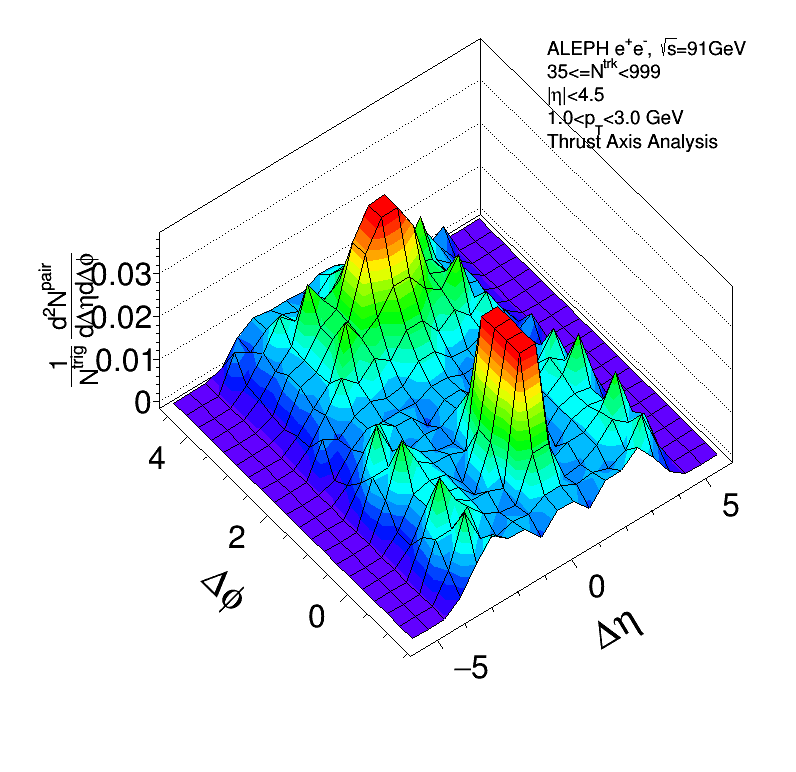 ALEPH e⁺e⁻, √s=91GeV
35<=Nᵗʳᵏ<999
|η|<4.5
1.0<p_T<3.0 GeV
Thrust Axis Analysis
1/N^trig d²N^pair/dΔηdΔφ
0.03
0.02
0.01
0
4
2
0
Δφ
−5
0
5
Δη